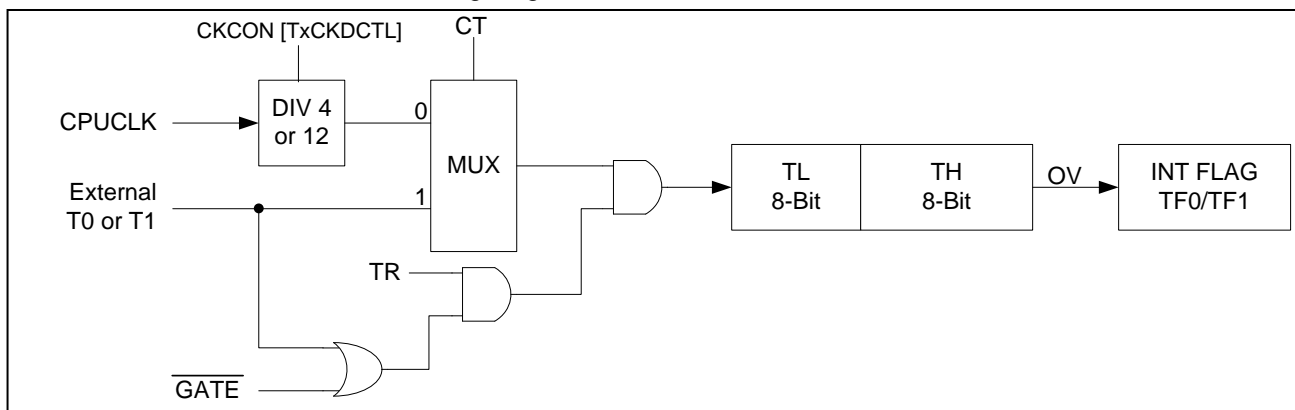 CKCON [TxCKDCTL]
CT
CPUCLK
DIV 4
or 12
0
MUX
External
T0 or T1
1
TL
8-Bit
TH
8-Bit
OV
INT FLAG
TF0/TF1
TR
GATE